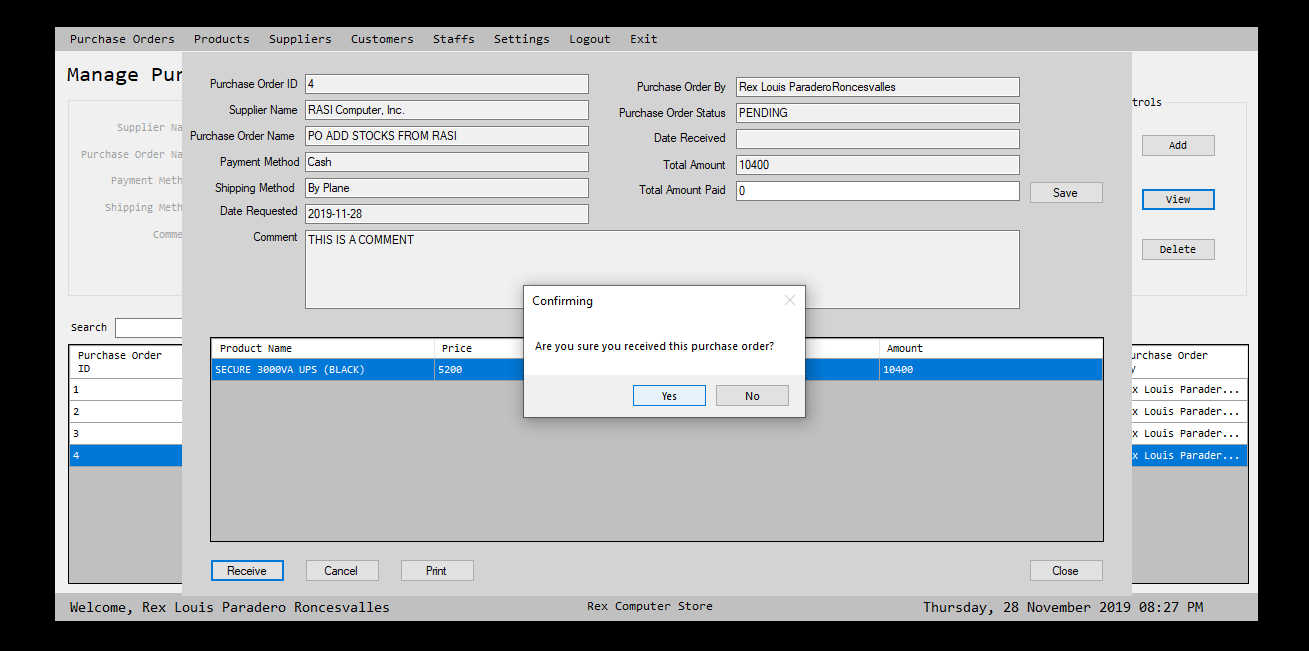 Purchase Orders Products Suppliers Customers Staffs Settings Logout Exit
Manage Pur
Supplier Na
Purchase Order Na
Payment Meth
Shipping Meth
Comme
Search
Purchase Order ID
1
2
3
4
Purchase Order ID 4
Supplier Name RASI Computer, Inc.
Purchase Order Name PO ADD STOCKS FROM RASI
Payment Method Cash
Shipping Method By Plane
Date Requested 2019-11-28
Comment THIS IS A COMMENT
Purchase Order By Rex Louis ParaderoRoncesvalles
Purchase Order Status PENDING
Date Received
Total Amount 10400
Total Amount Paid 0
Save
Confirming
Are you sure you received this purchase order?
Yes No
Product Name Price Amount
SECURE 3000VA UPS (BLACK) 5200 10400
Receive Cancel Print Close
trols
Add
View
Delete
urchase Order
y
x Louis Parader...
x Louis Parader...
x Louis Parader...
x Louis Parader...
Welcome, Rex Louis Paradero Roncesvalles Rex Computer Store Thursday, 28 November 2019 08:27 PM